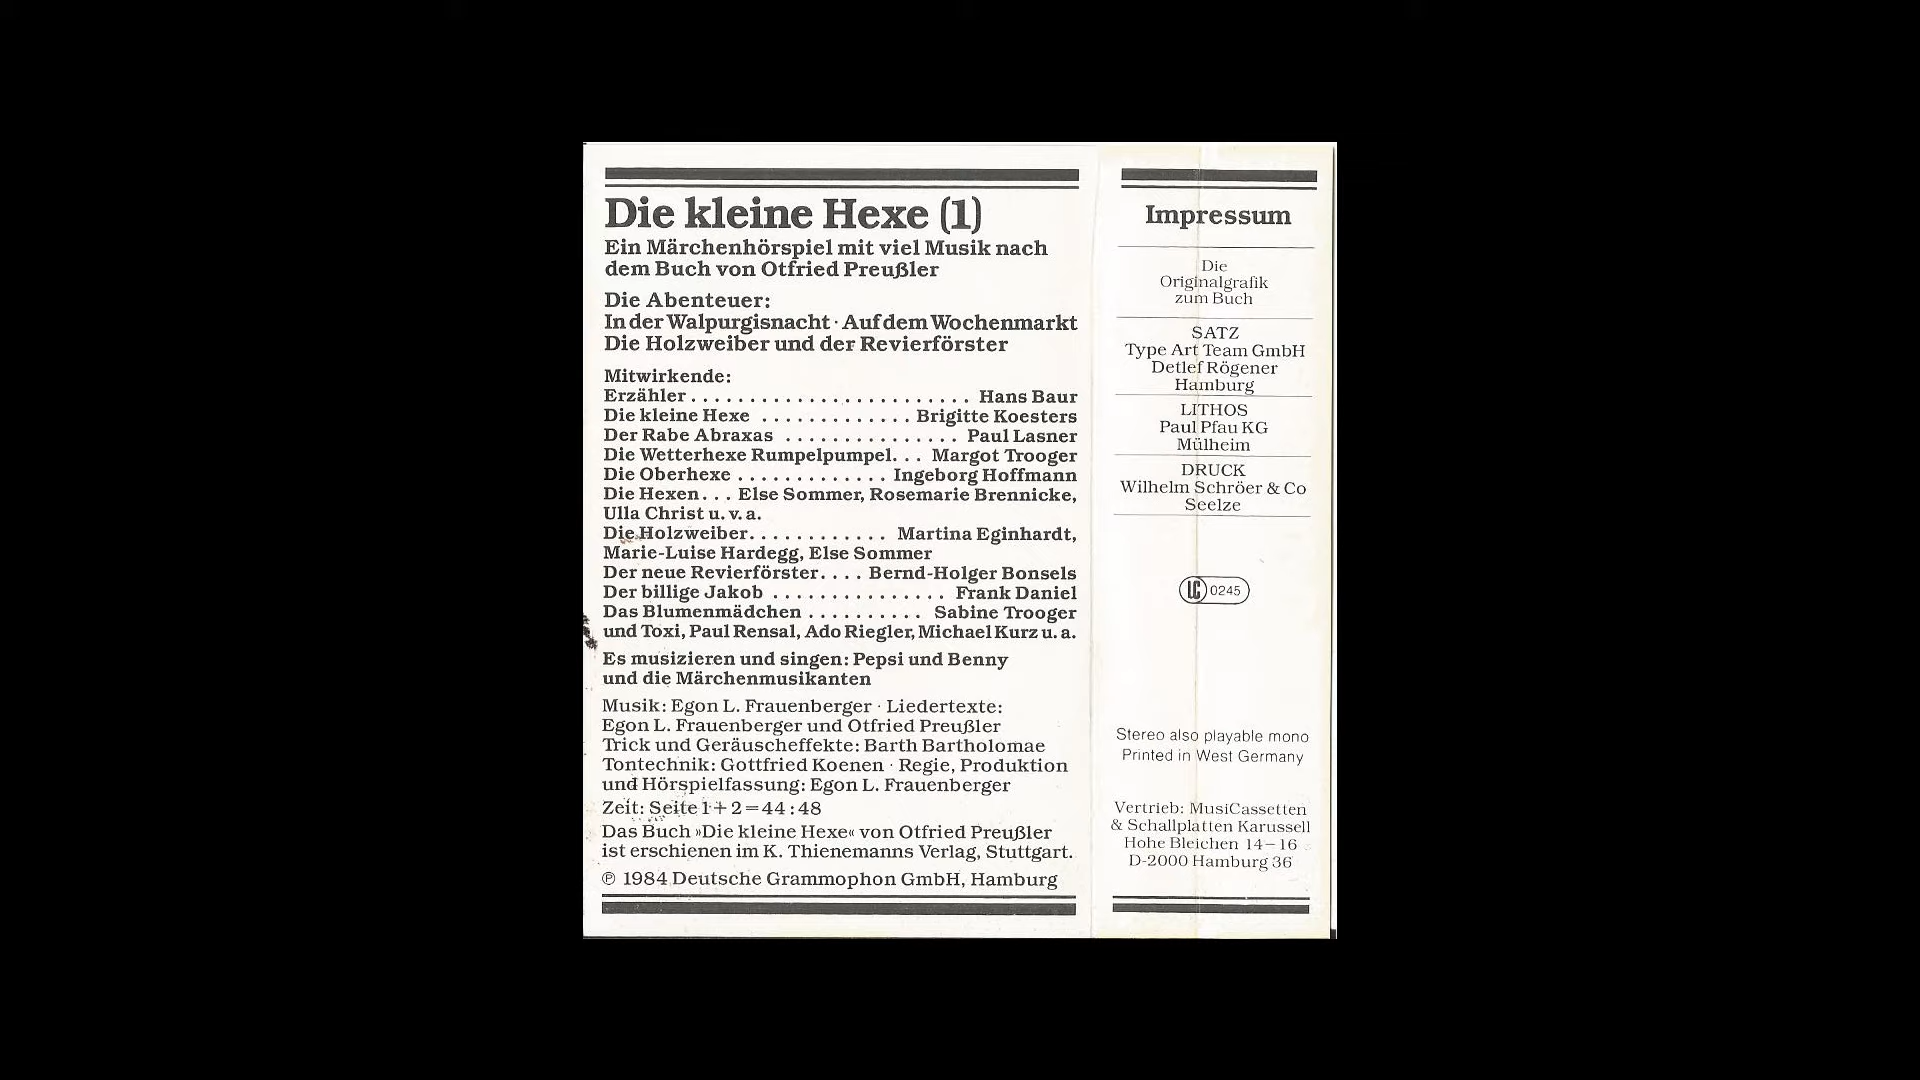 Die kleine Hexe (1)
Ein Märchenhörspiel mit viel Musik nach
dem Buch von Otfried Preußler
Die Abenteuer:
In der Walpurgisnacht · Auf dem Wochenmarkt
Die Holzweiber und der Revierförster
Mitwirkende:
Erzähler . . . . . . . . . . . . . . . . . . . . . . . . Hans Baur
Die kleine Hexe . . . . . . . . . . . . . Brigitte Koesters
Der Rabe Abraxas . . . . . . . . . . . . . . . Paul Lasner
Die Wetterhexe Rumpelpumpel. . . Margot Trooger
Die Oberhexe . . . . . . . . . . . . . Ingeborg Hoffmann
Die Hexen. . . Else Sommer, Rosemarie Brennicke,
Ulla Christ u. v. a.
Die Holzweiber. . . . . . . . . . . . Martina Eginhardt,
Marie-Luise Hardegg, Else Sommer
Der neue Revierförster. . . . Bernd-Holger Bonsels
Der billige Jakob . . . . . . . . . . . . . . . Frank Daniel
Das Blumenmädchen . . . . . . . . . . Sabine Trooger
und Toxi, Paul Rensal, Ado Riegler, Michael Kurz u. a.
Es musizieren und singen: Pepsi und Benny
und die Märchenmusikanten
Musik: Egon L. Frauenberger · Liedertexte:
Egon L. Frauenberger und Otfried Preußler
Trick und Geräuscheffekte: Barth Bartholomae
Tontechnik: Gottfried Koenen · Regie, Produktion
und Hörspielfassung: Egon L. Frauenberger
Zeit: Seite 1 + 2 = 44 : 48
Das Buch »Die kleine Hexe« von Otfried Preußler
ist erschienen im K. Thienemanns Verlag, Stuttgart.
℗ 1984 Deutsche Grammophon GmbH, Hamburg
Impressum
Die
Originalgrafik
zum Buch
SATZ
Type Art Team GmbH
Detlef Rögener
Hamburg
LITHOS
Paul Pfau KG
Mülheim
DRUCK
Wilhelm Schröer & Co
Seelze
LC 0245
Stereo also playable mono
Printed in West Germany
Vertrieb: MusiCassetten
& Schallplatten Karussell
Hohe Bleichen 14–16
D-2000 Hamburg 36